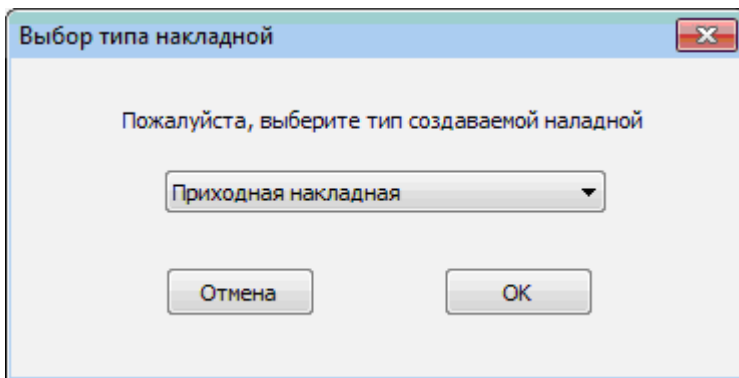 Выбор типа накладной
Пожалуйста, выберите тип создаваемой наладной
Приходная накладная
Отмена OK